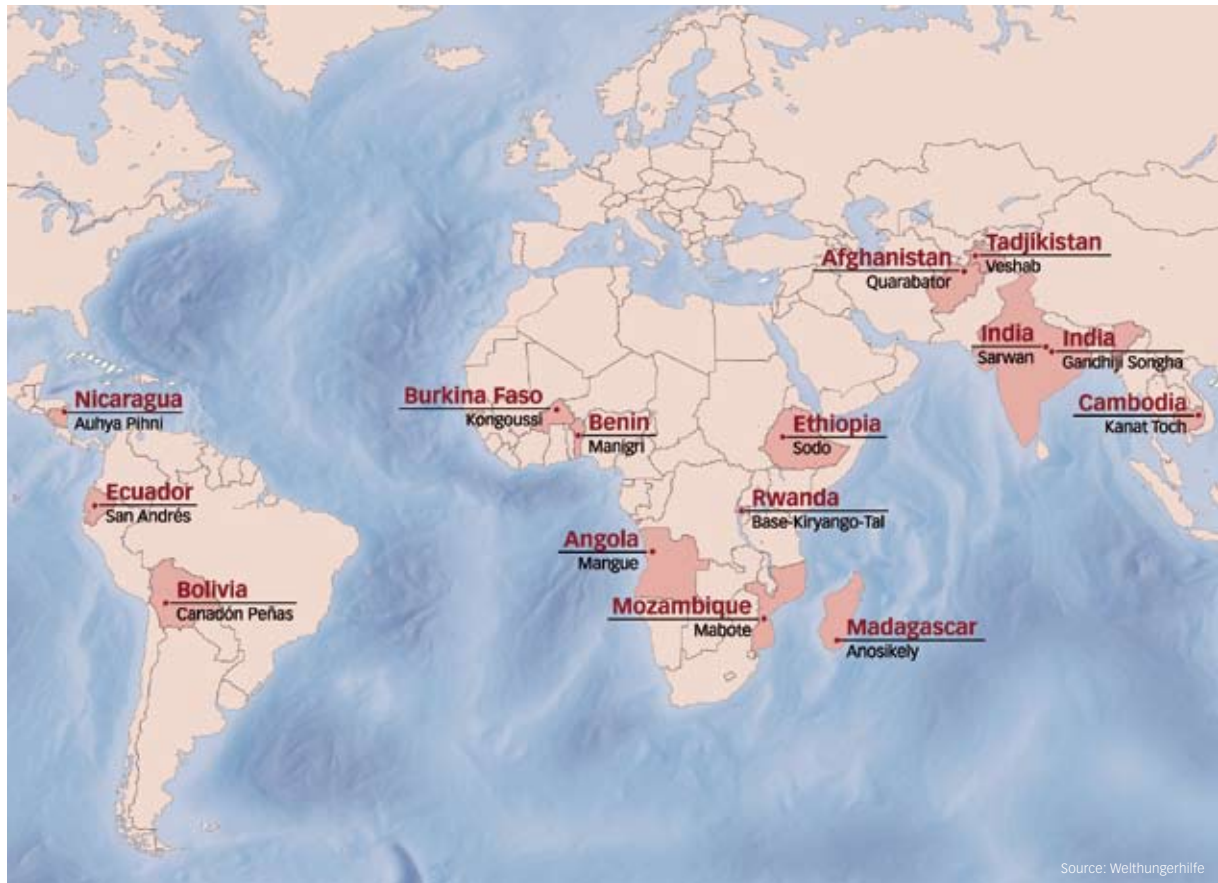 Tadjikistan
Veshab
Afghanistan
Quarabator
India
Sarwan
India
Gandhiji Songha
Nicaragua
Auhya Pihni
Burkina Faso
Kongoussi
Benin
Manigri
Ethiopia
Sodo
Cambodia
Kanat Toch
Ecuador
San Andrés
Rwanda
Base-Kiryango-Tal
Angola
Mangue
Bolivia
Canadón Peñas
Mozambique
Mabote
Madagascar
Anosikely
Source: Welthungerhilfe